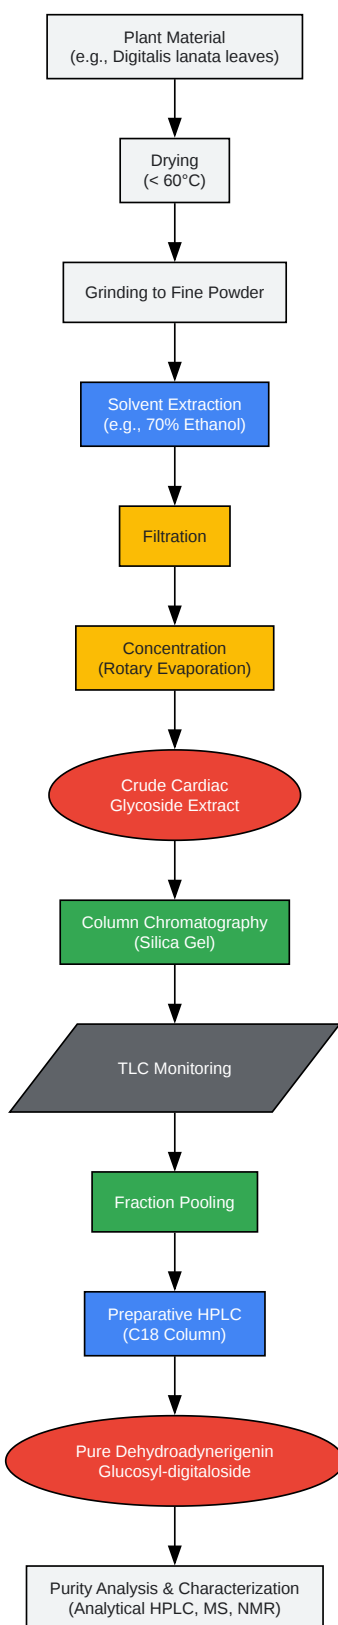 Plant Material
(e.g., Digitalis lanata leaves)
Drying
(< 60°C)
Grinding to Fine Powder
Solvent Extraction
(e.g., 70% Ethanol)
Filtration
Concentration
(Rotary Evaporation)
Crude Cardiac
Glycoside Extract
Column Chromatography
(Silica Gel)
TLC Monitoring
Fraction Pooling
Preparative HPLC
(C18 Column)
Pure Dehydroadynerigenin
Glucosyl-digitaloside
Purity Analysis & Characterization
(Analytical HPLC, MS, NMR)